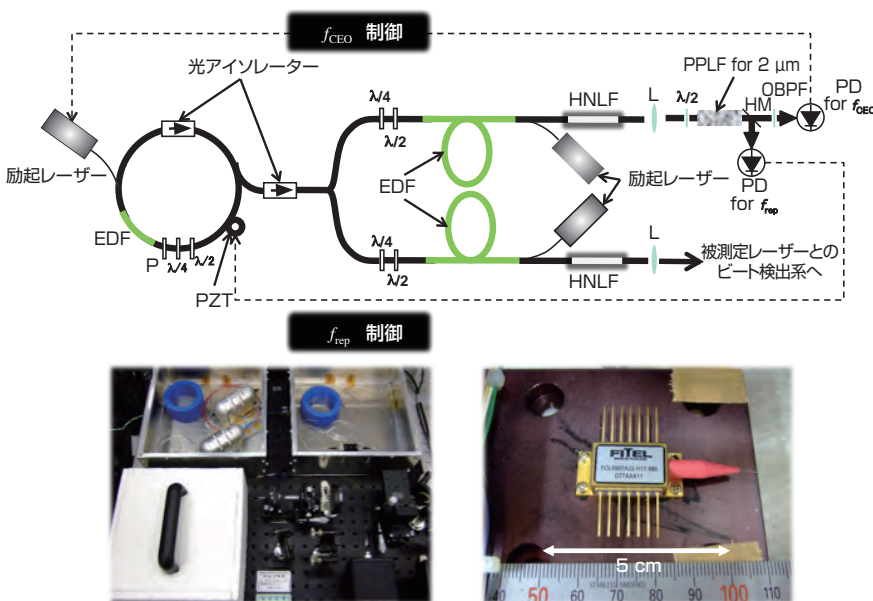 fCEO 制御
光アイソレーター
励起レーザー
EDF
P
λ/4
λ/2
PZT
λ/4
λ/2
EDF
λ/4
λ/2
HNLF
L
λ/2
PPLF for 2 μm
HM
OBPF
PD
for fCEO
PD
for frep
励起レーザー
HNLF
L
被測定レーザーとの
ビート検出系へ
frep 制御
FITEL
5 cm
STAINLESS
40 50 60 70 80 90 100 110